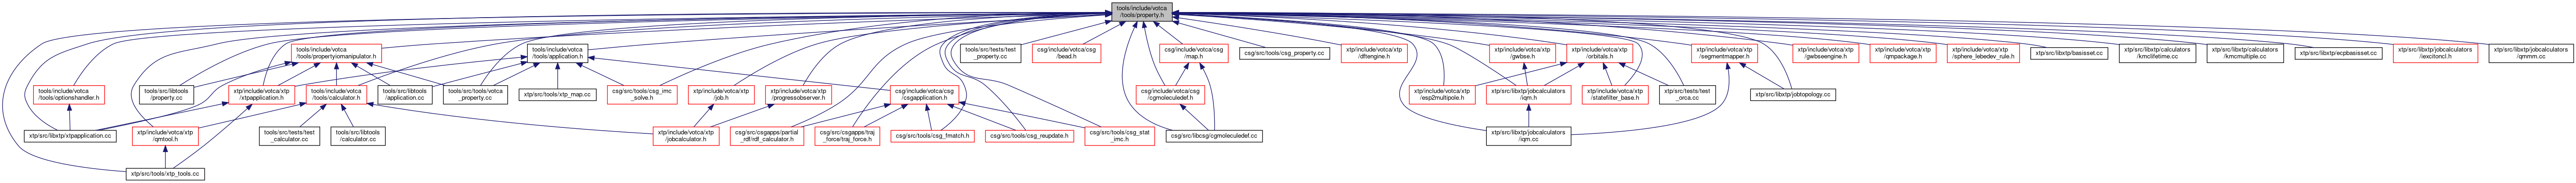 tools/include/votca
/tools/property.h
tools/include/votca
/tools/propertyiomanipulator.h
tools/include/votca
/tools/application.h
tools/src/tests/test
_property.cc
csg/include/votca/csg
/bead.h
csg/include/votca/csg
/map.h
csg/src/tools/csg_property.cc
xtp/include/votca/xtp
/dftengine.h
xtp/include/votca/xtp
/gwbse.h
xtp/include/votca/xtp
/orbitals.h
xtp/include/votca/xtp
/segmentmapper.h
xtp/include/votca/xtp
/gwbseengine.h
xtp/include/votca/xtp
/qmpackage.h
xtp/include/votca/xtp
/sphere_lebedev_rule.h
xtp/src/libxtp/basisset.cc
xtp/src/libxtp/calculators
/kmclifetime.cc
xtp/src/libxtp/calculators
/kmcmultiple.cc
xtp/src/libxtp/ecpbasisset.cc
xtp/src/libxtp/jobcalculators
/iexcitoncl.h
xtp/src/libxtp/jobcalculators
/qmmm.cc
tools/include/votca
/tools/optionshandler.h
tools/src/libtools
/property.cc
xtp/include/votca/xtp
/xtpapplication.h
tools/include/votca
/tools/calculator.h
tools/src/libtools
/application.cc
tools/src/tools/votca
_property.cc
xtp/src/tools/xtp_map.cc
csg/src/tools/csg_imc
_solve.h
xtp/include/votca/xtp
/job.h
xtp/include/votca/xtp
/progressobserver.h
csg/include/votca/csg
/csgapplication.h
csg/include/votca/csg
/cgmoleculedef.h
xtp/include/votca/xtp
/esp2multipole.h
xtp/src/libxtp/jobcalculators
/iqm.h
xtp/include/votca/xtp
/statefilter_base.h
xtp/src/tests/test
_orca.cc
xtp/src/libxtp/jobtopology.cc
xtp/src/libxtp/xtpapplication.cc
xtp/include/votca/xtp
/qmtool.h
tools/src/tests/test
_calculator.cc
tools/src/libtools
/calculator.cc
xtp/include/votca/xtp
/jobcalculator.h
csg/src/csgapps/partial
_rdf/rdf_calculator.h
csg/src/csgapps/traj
_force/traj_force.h
csg/src/tools/csg_fmatch.h
csg/src/tools/csg_reupdate.h
csg/src/tools/csg_stat
_imc.h
csg/src/libcsg/cgmoleculedef.cc
xtp/src/libxtp/jobcalculators
/iqm.cc
xtp/src/tools/xtp_tools.cc